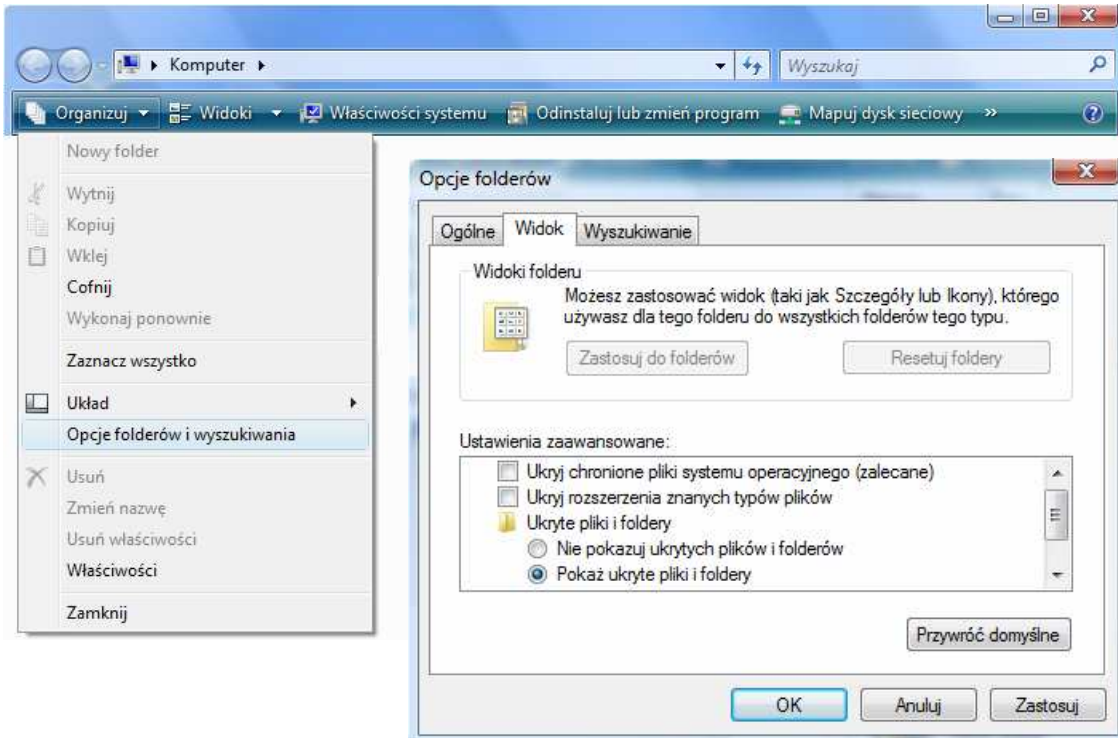 Komputer
Wyszukaj
Organizuj Widoki Właściwości systemu Odinstaluj lub zmień program Mapuj dysk sieciowy » ?
Nowy folder
Wytnij
Kopiuj
Wklej
Cofnij
Wykonaj ponownie
Zaznacz wszystko
Układ
Opcje folderów i wyszukiwania
Usuń
Zmień nazwę
Usuń właściwości
Właściwości
Zamknij
Opcje folderów
Ogólne Widok Wyszukiwanie
Widoki folderu
Możesz zastosować widok (taki jak Szczegóły lub Ikony), którego
używasz dla tego folderu do wszystkich folderów tego typu.
Zastosuj do folderów Resetuj foldery
Ustawienia zaawansowane:
Ukryj chronione pliki systemu operacyjnego (zalecane)
Ukryj rozszerzenia znanych typów plików
Ukryte pliki i foldery
Nie pokazuj ukrytych plików i folderów
Pokaż ukryte pliki i foldery
Przywróć domyślne
OK Anuluj Zastosuj